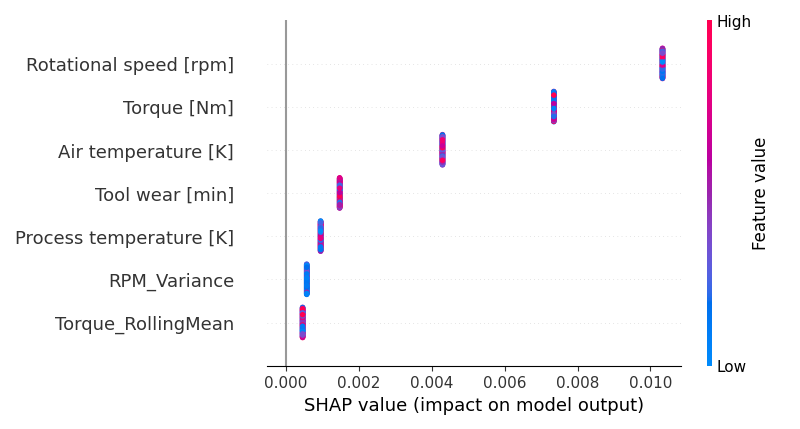 High
Rotational speed [rpm]
Torque [Nm]
Air temperature [K]
Tool wear [min]
Process temperature [K]
RPM_Variance
Torque_RollingMean
Feature value
Low
0.000 0.002 0.004 0.006 0.008 0.010
SHAP value (impact on model output)